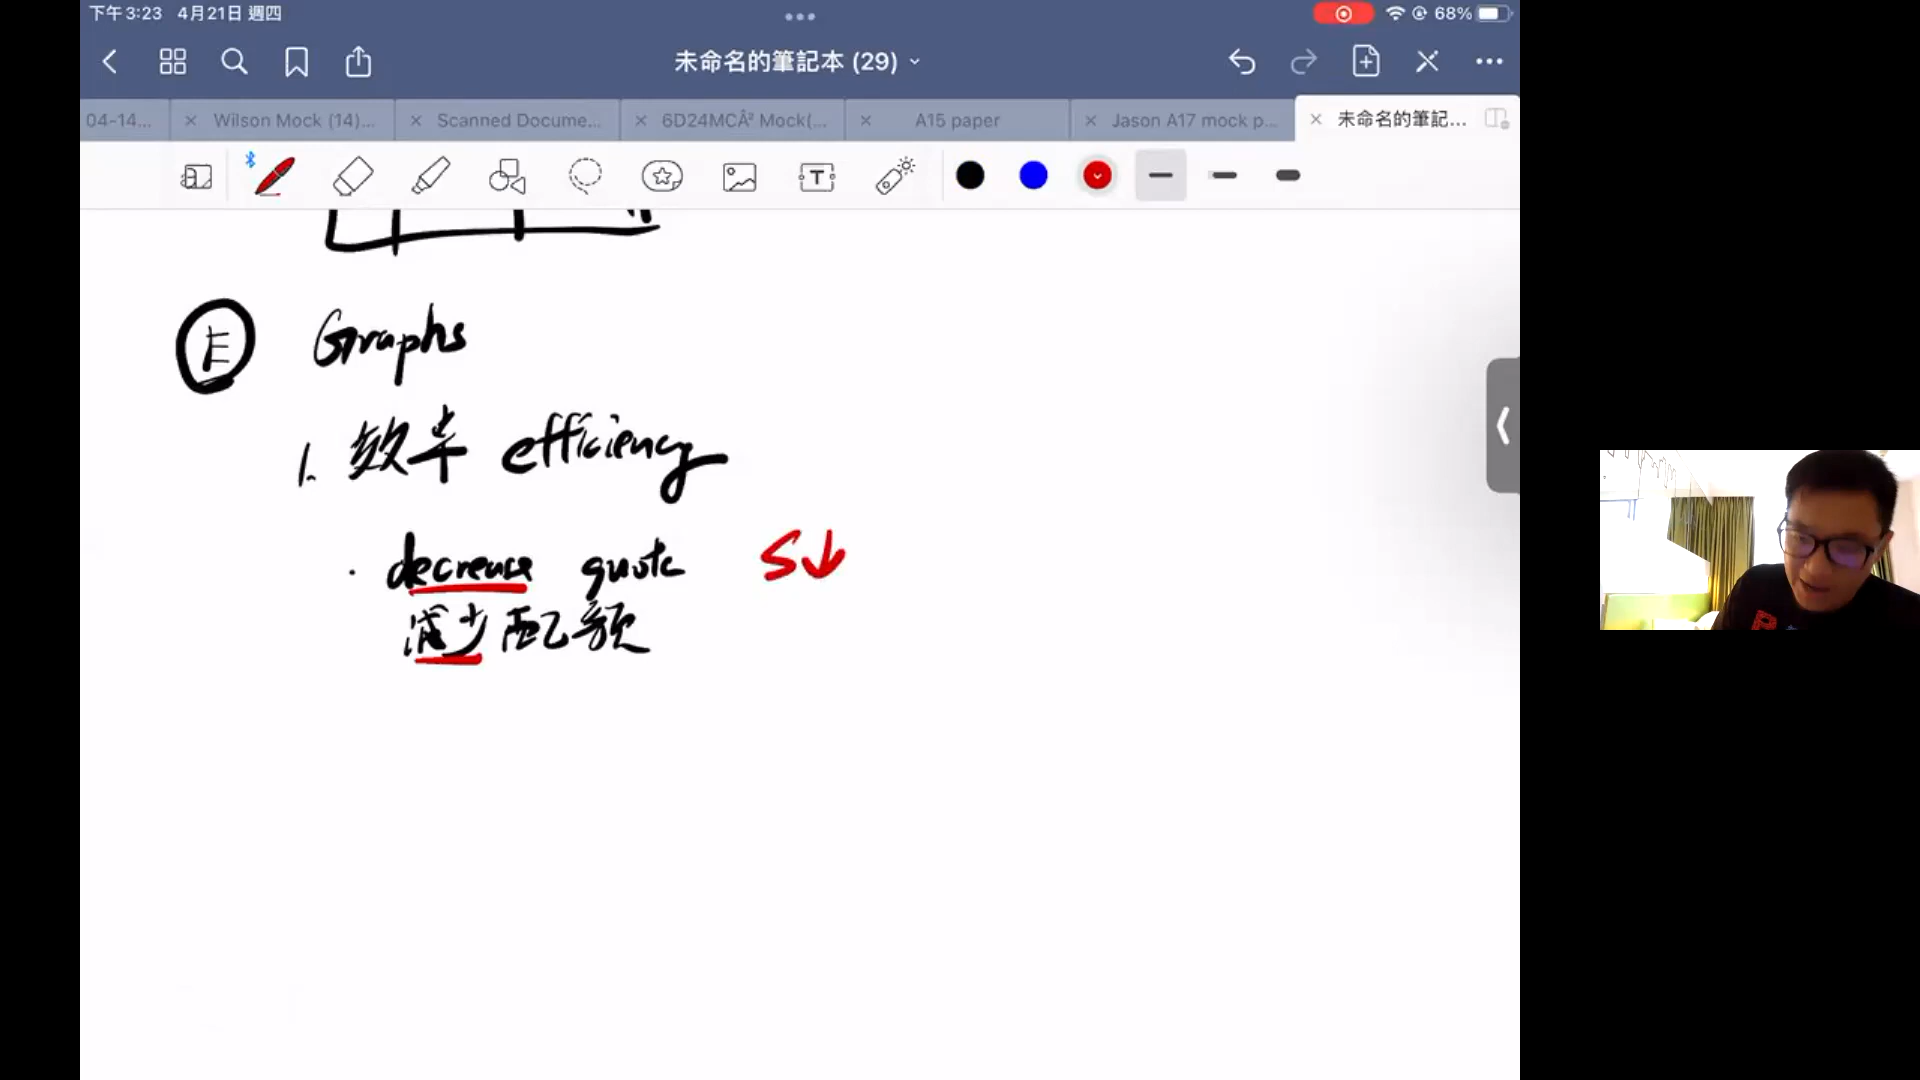 下午3:23 4月21日 週四
68%
未命名的筆記本 (29)
04-14...
Wilson Mock (14)...
Scanned Docume...
6D24MCÂ² Mock(...
A15 paper
Jason A17 mock p...
未命名的筆記...
T
E Graphs
1. 效率 efficiency
· decrease quota S↓
減少配額